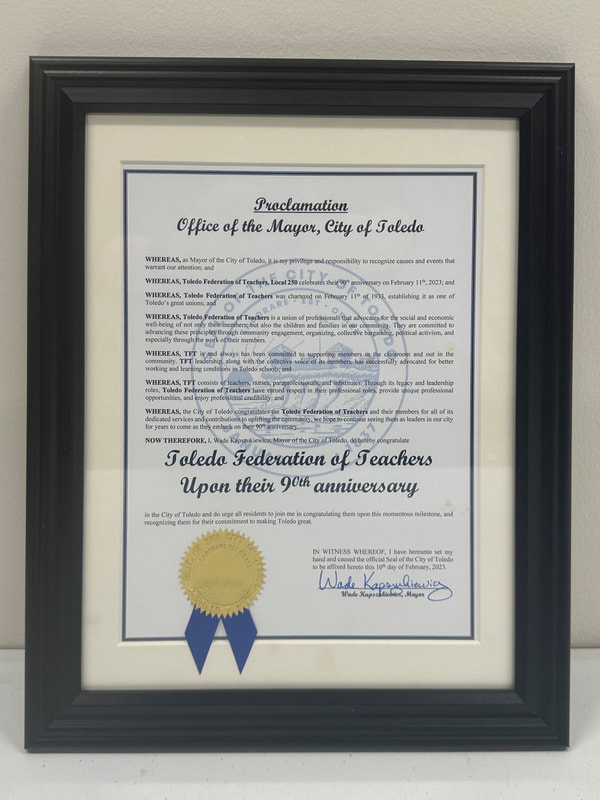 Proclamation
Office of the Mayor, City of Toledo
WHEREAS, as Mayor of the City of Toledo, it is my privilege and responsibility to recognize causes and events that
warrant our attention; and
WHEREAS, Toledo Federation of Teachers, Local 250 celebrates their 90th anniversary on February 11th, 2023; and
WHEREAS, Toledo Federation of Teachers was chartered on February 11th of 1933, establishing it as one of
Toledo's great unions; and
WHEREAS, Toledo Federation of Teachers is a union of professionals that advocates for the social and economic
well-being of not only their members, but also the children and families in our community. They are committed to
advancing these principles through community engagement, organizing, collective bargaining, political activism, and
especially through the work of their members.
WHEREAS, TFT is and always has been committed to supporting members in the classroom and out in the
community. TFT leadership, along with the collective voice of its members, has successfully advocated for better
working and learning conditions in Toledo schools; and
WHEREAS, TFT consists of teachers, nurses, paraprofessionals, and substitutes. Through its legacy and leadership
roles, Toledo Federation of Teachers have earned respect in their professional roles, provide unique professional
opportunities, and enjoy professional credibility; and
WHEREAS, the City of Toledo congratulates the Toledo Federation of Teachers and their members for all of its
dedicated services and contributions to uplifting the community, we hope to continue seeing them as leaders in our city
for years to come as they embark on their 90th anniversary.
NOW THEREFORE, I, Wade Kapszukiewicz, Mayor of the City of Toledo, do hereby congratulate
Toledo Federation of Teachers
Upon their 90th anniversary
in the City of Toledo and do urge all residents to join me in congratulating them upon this momentous milestone, and
recognizing them for their commitment to making Toledo great.
IN WITNESS WHEREOF, I have hereunto set my
hand and caused the official Seal of the City of Toledo
to be affixed hereto this 10th day of February, 2023.
Wade Kapszukiewicz
Wade Kapszukiewicz, Mayor